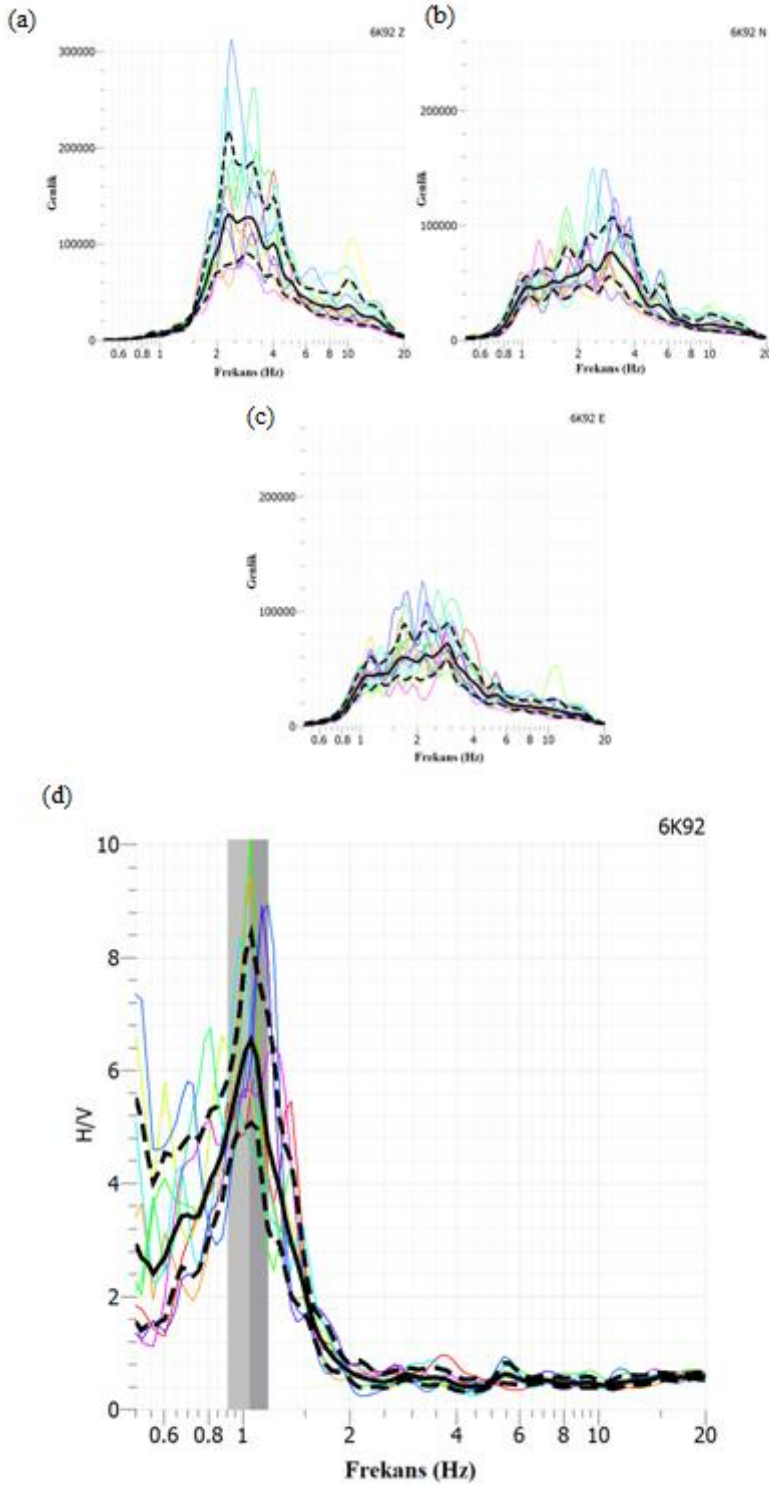 (a)
6K92 Z
300000
200000
100000
0
Genlik
0.6 0.8 1 2 4 6 8 10 20
Frekans (Hz)
(b)
6K92 N
200000
100000
0
Genlik
0.6 0.8 1 2 4 6 8 10 20
Frekans (Hz)
(c)
6K92 E
200000
100000
0
Genlik
0.6 0.8 1 2 4 6 8 10 20
Frekans (Hz)
(d)
6K92
10
8
6
4
2
0
H/V
0.6 0.8 1 2 4 6 8 10 20
Frekans (Hz)